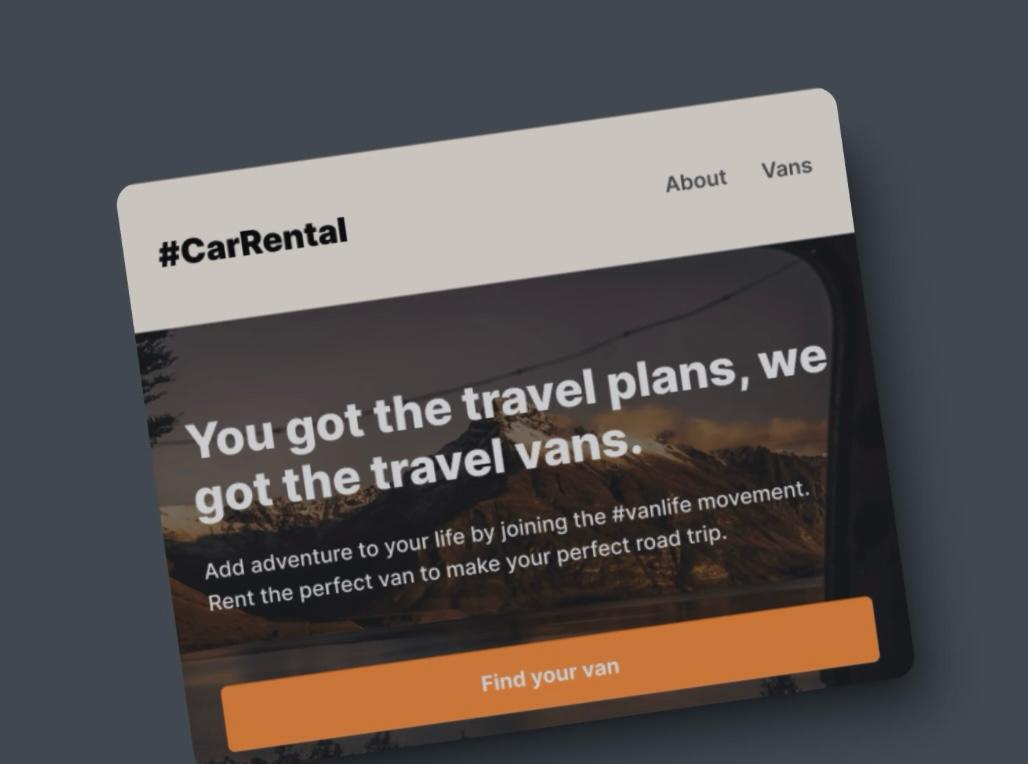 #CarRental
About Vans
You got the travel plans, we
got the travel vans.
Add adventure to your life by joining the #vanlife movement.
Rent the perfect van to make your perfect road trip.
Find your van